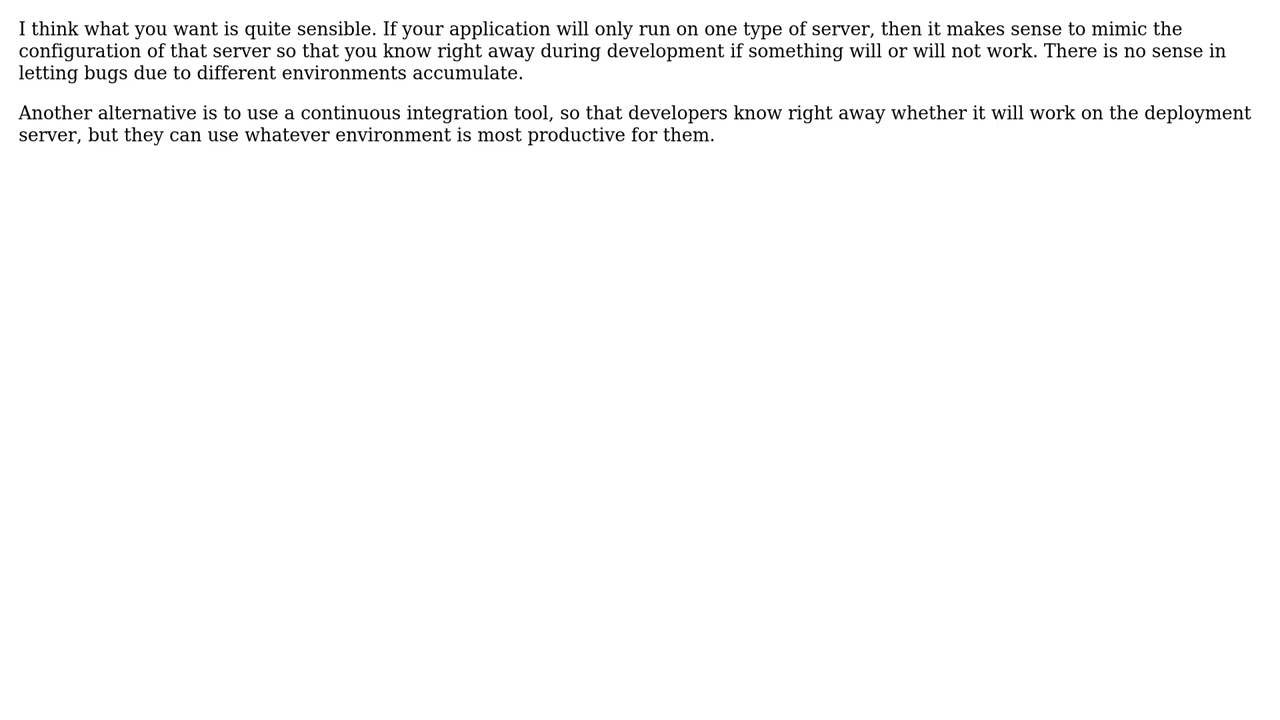 I think what you want is quite sensible. If your application will only run on one type of server, then it makes sense to mimic the
configuration of that server so that you know right away during development if something will or will not work. There is no sense in
letting bugs due to different environments accumulate.
Another alternative is to use a continuous integration tool, so that developers know right away whether it will work on the deployment
server, but they can use whatever environment is most productive for them.